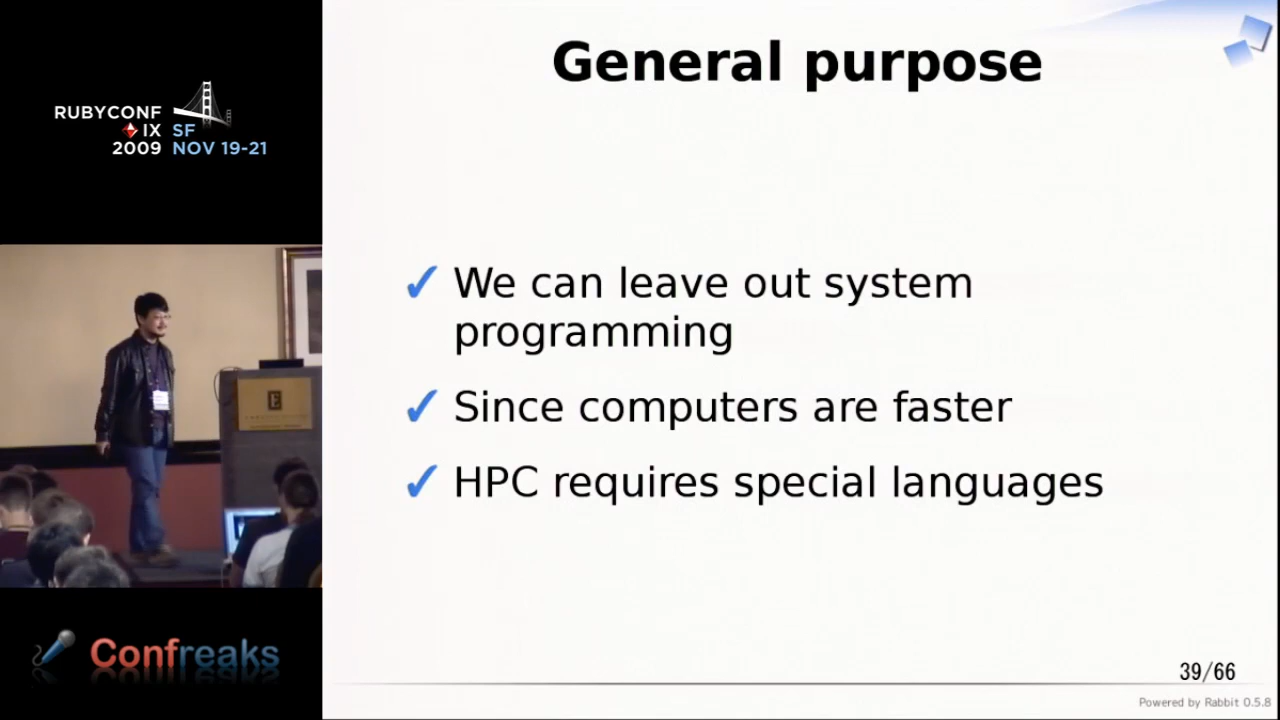 RUBYCONF
IX SF
2009 NOV 19-21
General purpose
✓ We can leave out system
programming
✓ Since computers are faster
✓ HPC requires special languages
39/66
Powered by Rabbit 0.5.8
Confreaks